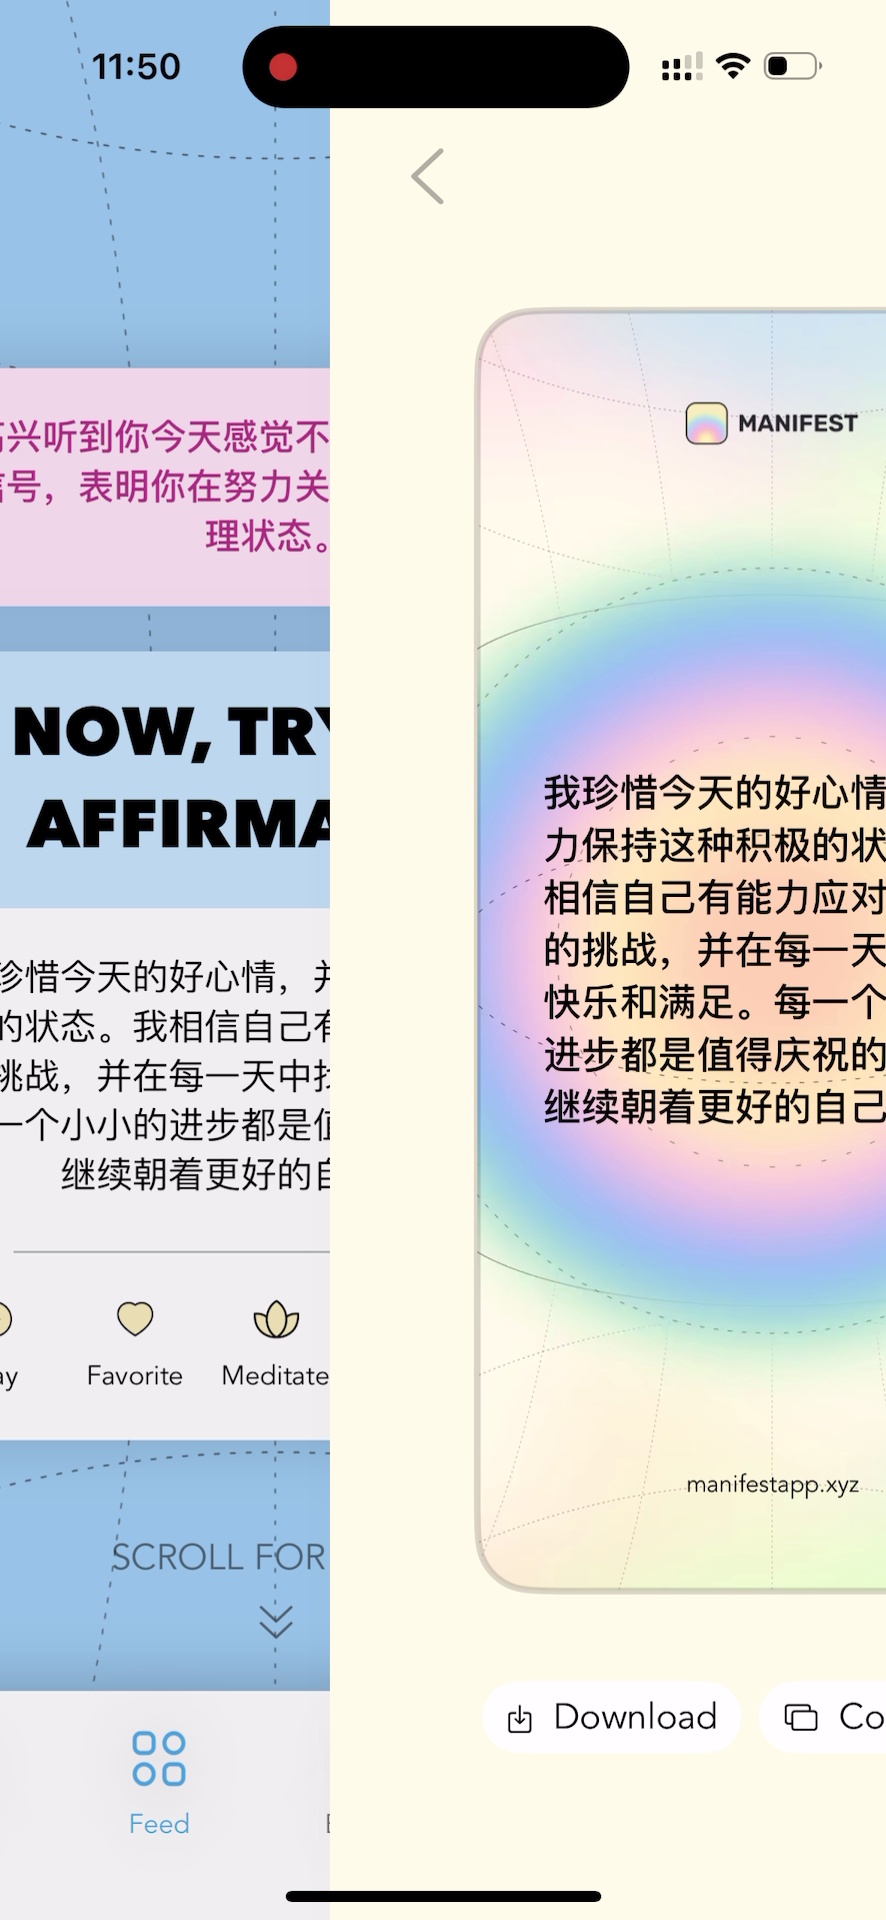 11:50
兴听到你今天感觉不
号，表明你在努力关
理状态。
NOW, TRY
AFFIRMA
珍惜今天的好心情，并
的状态。我相信自己有
挑战，并在每一天中找
一个小小的进步都是值
继续朝着更好的自
ay
Favorite
Meditate
SCROLL FOR
Feed
MANIFEST
我珍惜今天的好心情
力保持这种积极的状
相信自己有能力应对
的挑战，并在每一天
快乐和满足。每一个
进步都是值得庆祝的
继续朝着更好的自己
manifestapp.xyz
Download
Co